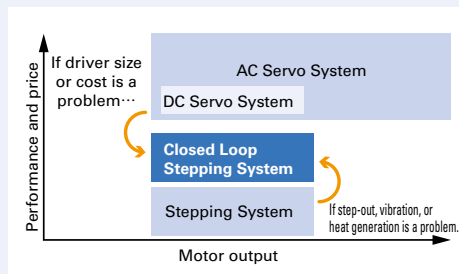 Performance and price
If driver size
or cost is a
problem…
AC Servo System
DC Servo System
Closed Loop
Stepping System
Stepping System
If step-out, vibration, or
heat generation is a problem.
Motor output